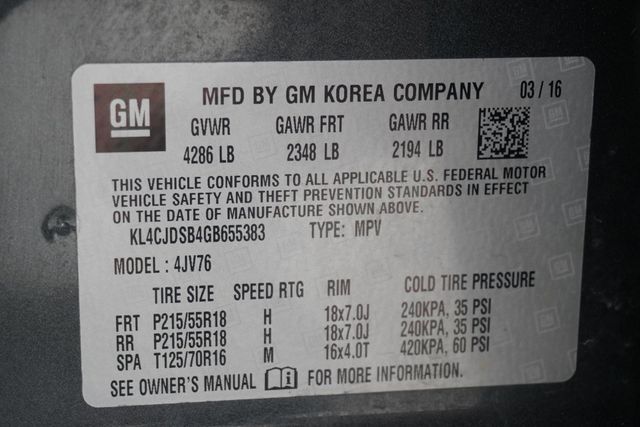 GM MFD BY GM KOREA COMPANY 03/16
GVWR GAWR FRT GAWR RR
4286 LB 2348 LB 2194 LB
THIS VEHICLE CONFORMS TO ALL APPLICABLE U.S. FEDERAL MOTOR
VEHICLE SAFETY AND THEFT PREVENTION STANDARDS IN EFFECT
ON THE DATE OF MANUFACTURE SHOWN ABOVE.
KL4CJDSB4GB655383 TYPE: MPV
MODEL : 4JV76
TIRE SIZE SPEED RTG RIM COLD TIRE PRESSURE
FRT P215/55R18 H 18x7.0J 240KPA, 35 PSI
RR P215/55R18 H 18x7.0J 240KPA, 35 PSI
SPA T125/70R16 M 16x4.0T 420KPA, 60 PSI
SEE OWNER'S MANUAL i FOR MORE INFORMATION.